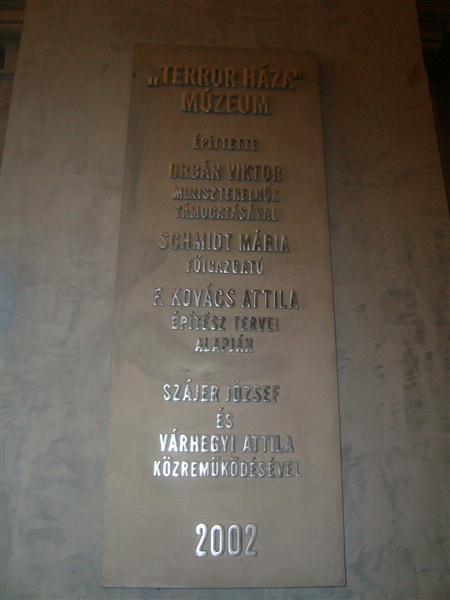 „TERROR HÁZA"
MÚZEUM
ÉPÍTTETTE
ORBÁN VIKTOR
MINISZTERELNÖK
TÁMOGATÁSÁVAL
SCHMIDT MÁRIA
FŐIGAZGATÓ
F. KOVÁCS ATTILA
ÉPÍTÉSZ TERVEI
ALAPJÁN
SZÁJER JÓZSEF
ÉS
VÁRHEGYI ATTILA
KÖZREMŰKÖDÉSÉVEL
2002